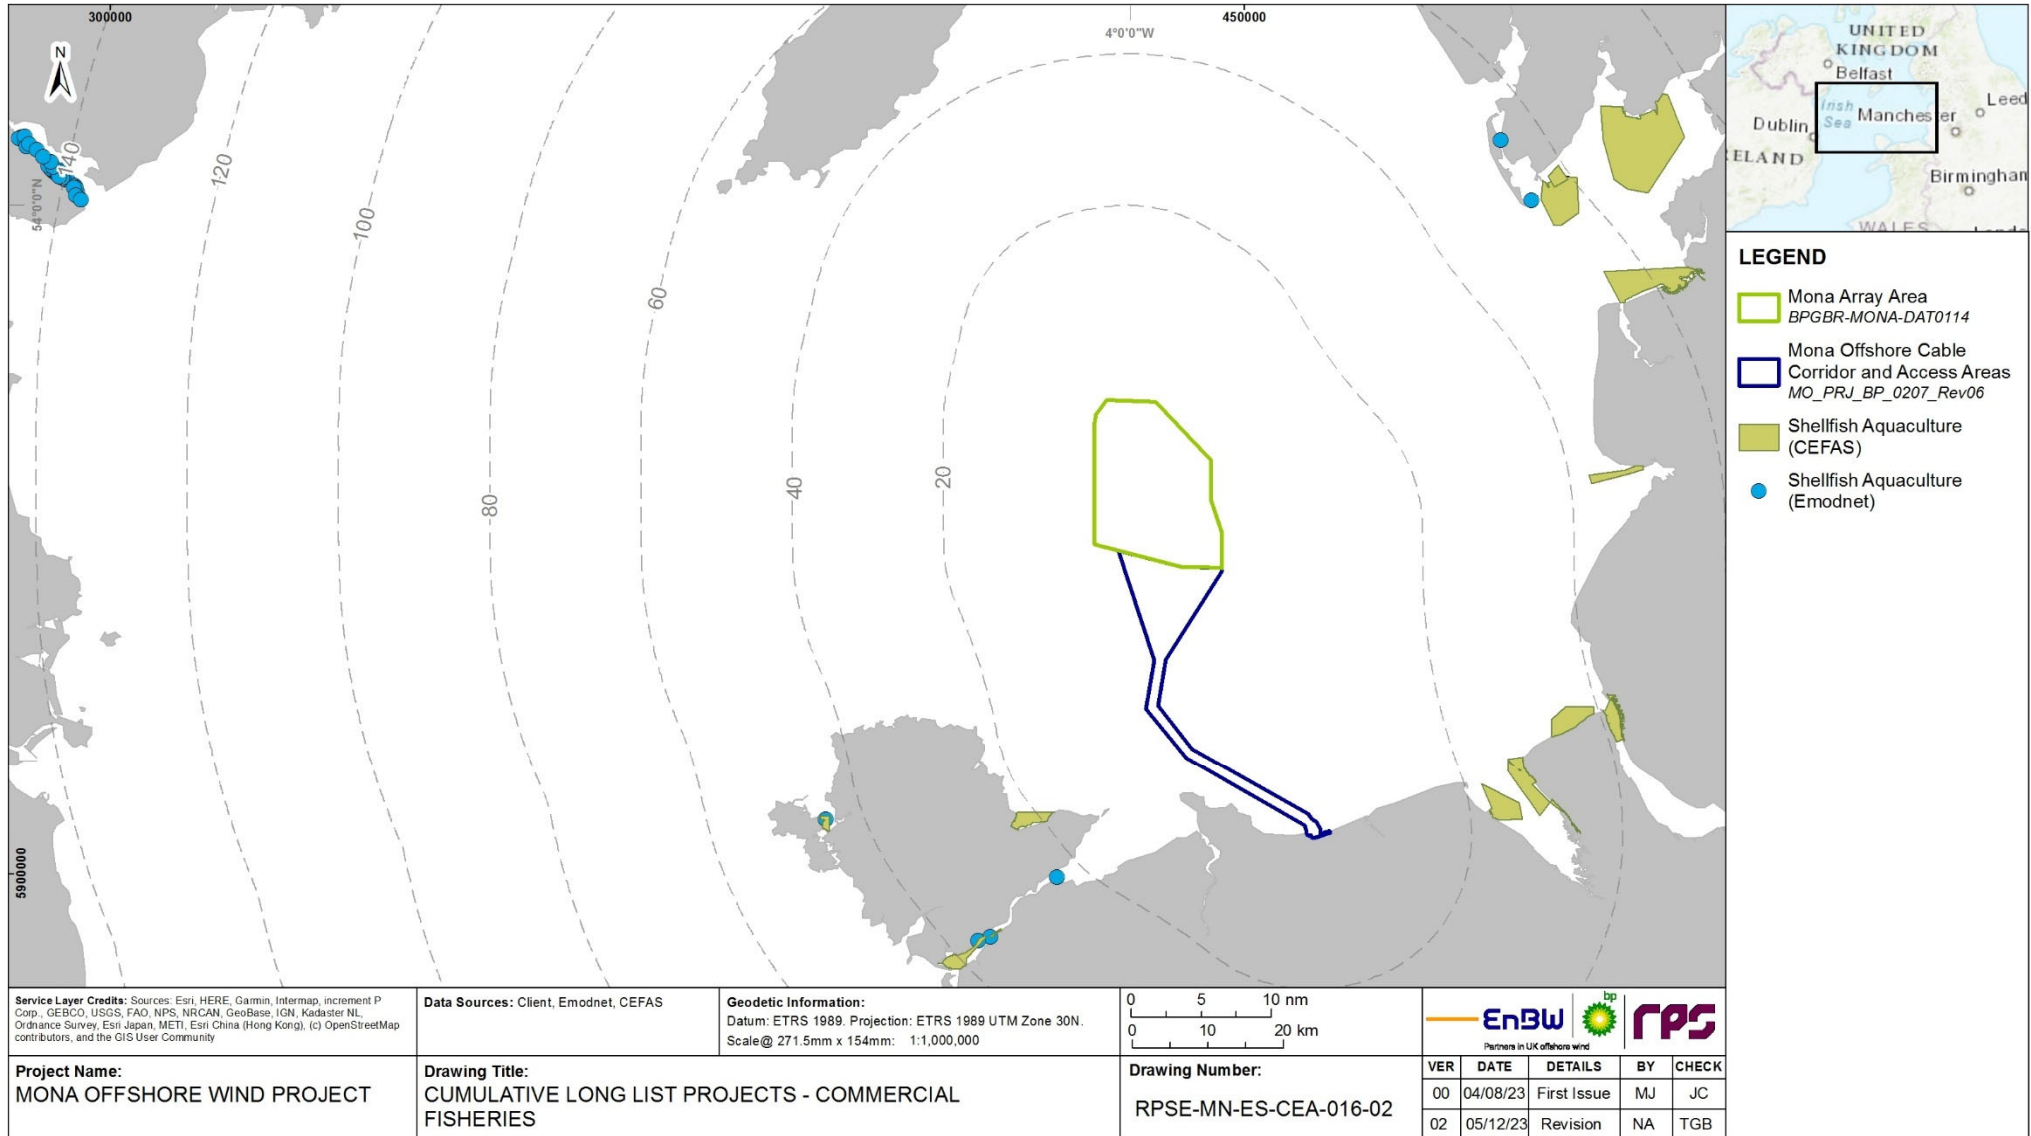 300000
450000
4°0'0"W
N
140
120
100
80
60
40
20
54°0'0"N
5900000
UNITED
KINGDOM
Belfast
Irish
Sea
Manchester
Leed
Dublin
ELAND
Birmingham
WALES
LEGEND
Mona Array Area
BPGBR-MONA-DAT0114
Mona Offshore Cable
Corridor and Access Areas
MO_PRJ_BP_0207_Rev06
Shellfish Aquaculture
(CEFAS)
Shellfish Aquaculture
(Emodnet)
Service Layer Credits: Sources: Esri, HERE, Garmin, Intermap, increment P
Corp., GEBCO, USGS, FAO, NPS, NRCAN, GeoBase, IGN, Kadaster NL,
Ordnance Survey, Esri Japan, METI, Esri China (Hong Kong), (c) OpenStreetMap
contributors, and the GIS User Community
Data Sources: Client, Emodnet, CEFAS
Geodetic Information:
Datum: ETRS 1989. Projection: ETRS 1989 UTM Zone 30N.
Scale@ 271.5mm x 154mm: 1:1,000,000
0 5 10 nm
0 10 20 km
EnBW bp rps
Partners in UK offshore wind
Project Name:
MONA OFFSHORE WIND PROJECT
Drawing Title:
CUMULATIVE LONG LIST PROJECTS - COMMERCIAL
FISHERIES
Drawing Number:
RPSE-MN-ES-CEA-016-02
VER DATE DETAILS BY CHECK
00 04/08/23 First Issue MJ JC
02 05/12/23 Revision NA TGB